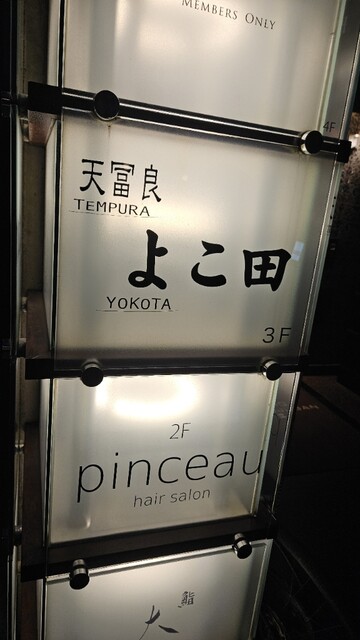 MEMBERS ONLY
4F
天冨良
TEMPURA
よこ田
YOKOTA
3F
2F
pinceau
hair salon
鮨